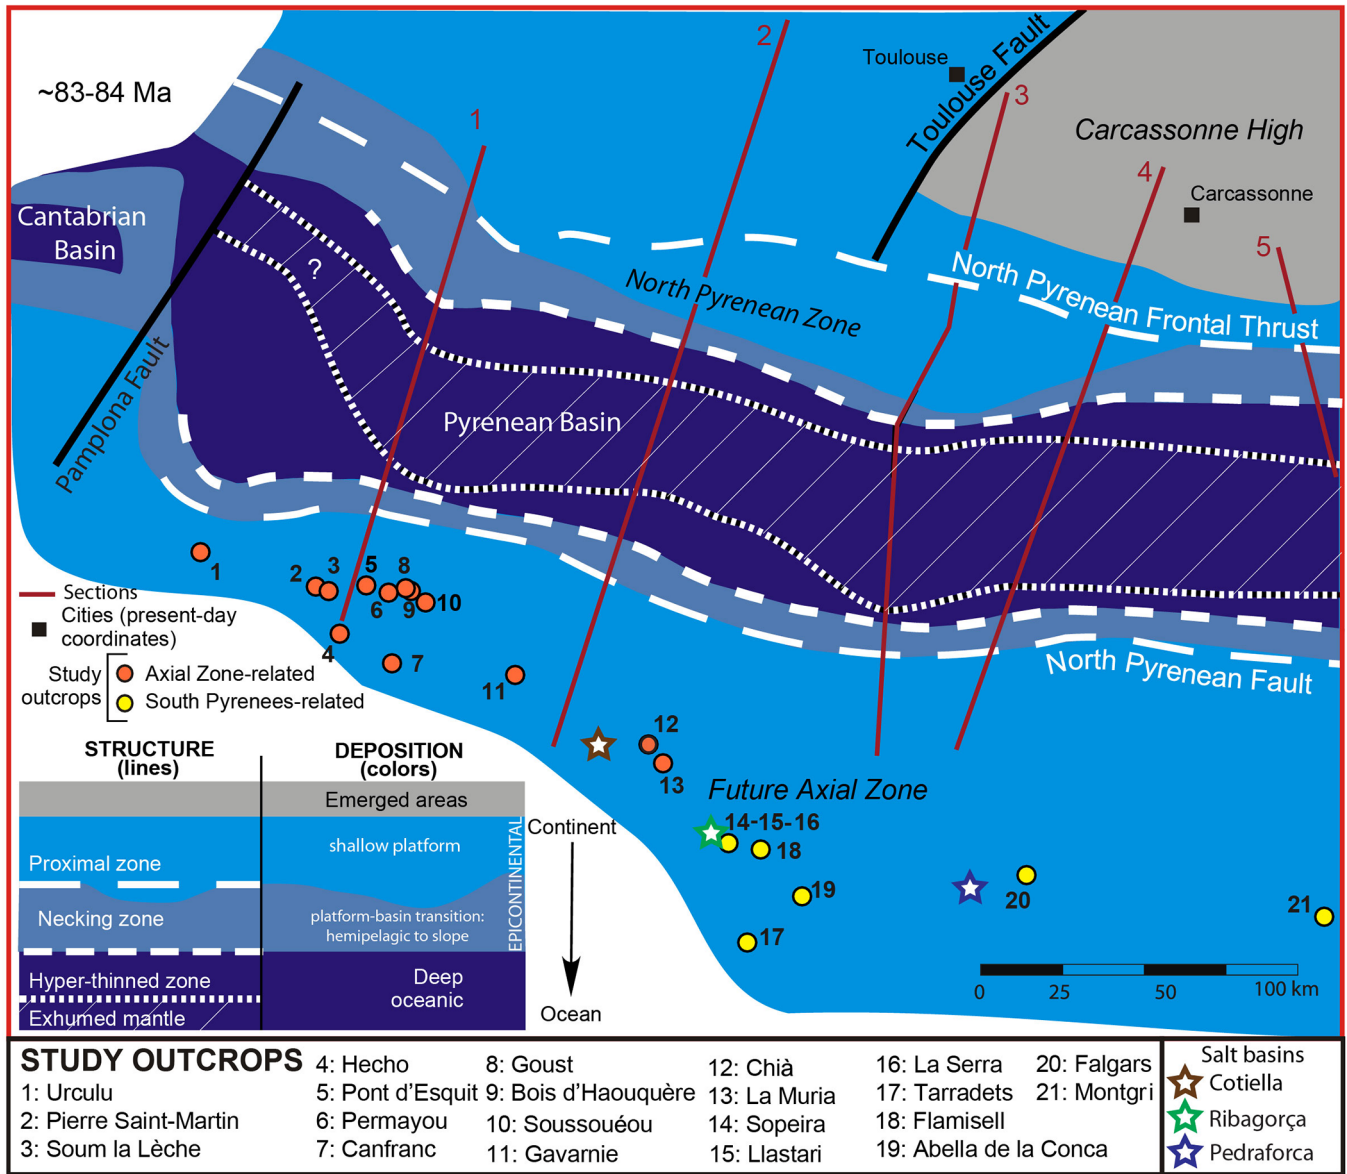 ~83-84 Ma
1
2
Toulouse
Toulouse Fault
3
Carcassonne High
4
Carcassonne
5
Cantabrian
Basin
?
North Pyrenean Zone
North Pyrenean Frontal Thrust
Pamplona Fault
Pyrenean Basin
North Pyrenean Fault
1
2
3
5
8
6
9
10
4
7
11
12
13
Future Axial Zone
14-15-16
18
19
17
20
21
Sections
Cities (present-day
coordinates)
Study
outcrops
Axial Zone-related
South Pyrenees-related
STRUCTURE
(lines)
DEPOSITION
(colors)
Emerged areas
Proximal zone
shallow platform
Necking zone
platform-basin transition:
hemipelagic to slope
EPICONTINENTAL
Hyper-thinned zone
Deep
oceanic
Exhumed mantle
Continent
Ocean
0 25 50 100 km
STUDY OUTCROPS
1: Urculu
2: Pierre Saint-Martin
3: Soum la Lèche
4: Hecho
5: Pont d'Esquit
6: Permayou
7: Canfranc
8: Goust
9: Bois d'Haouquère
10: Soussouéou
11: Gavarnie
12: Chià
13: La Muria
14: Sopeira
15: Llastari
16: La Serra
17: Tarradets
18: Flamisell
19: Abella de la Conca
20: Falgars
21: Montgri
Salt basins
Cotiella
Ribagorça
Pedraforca